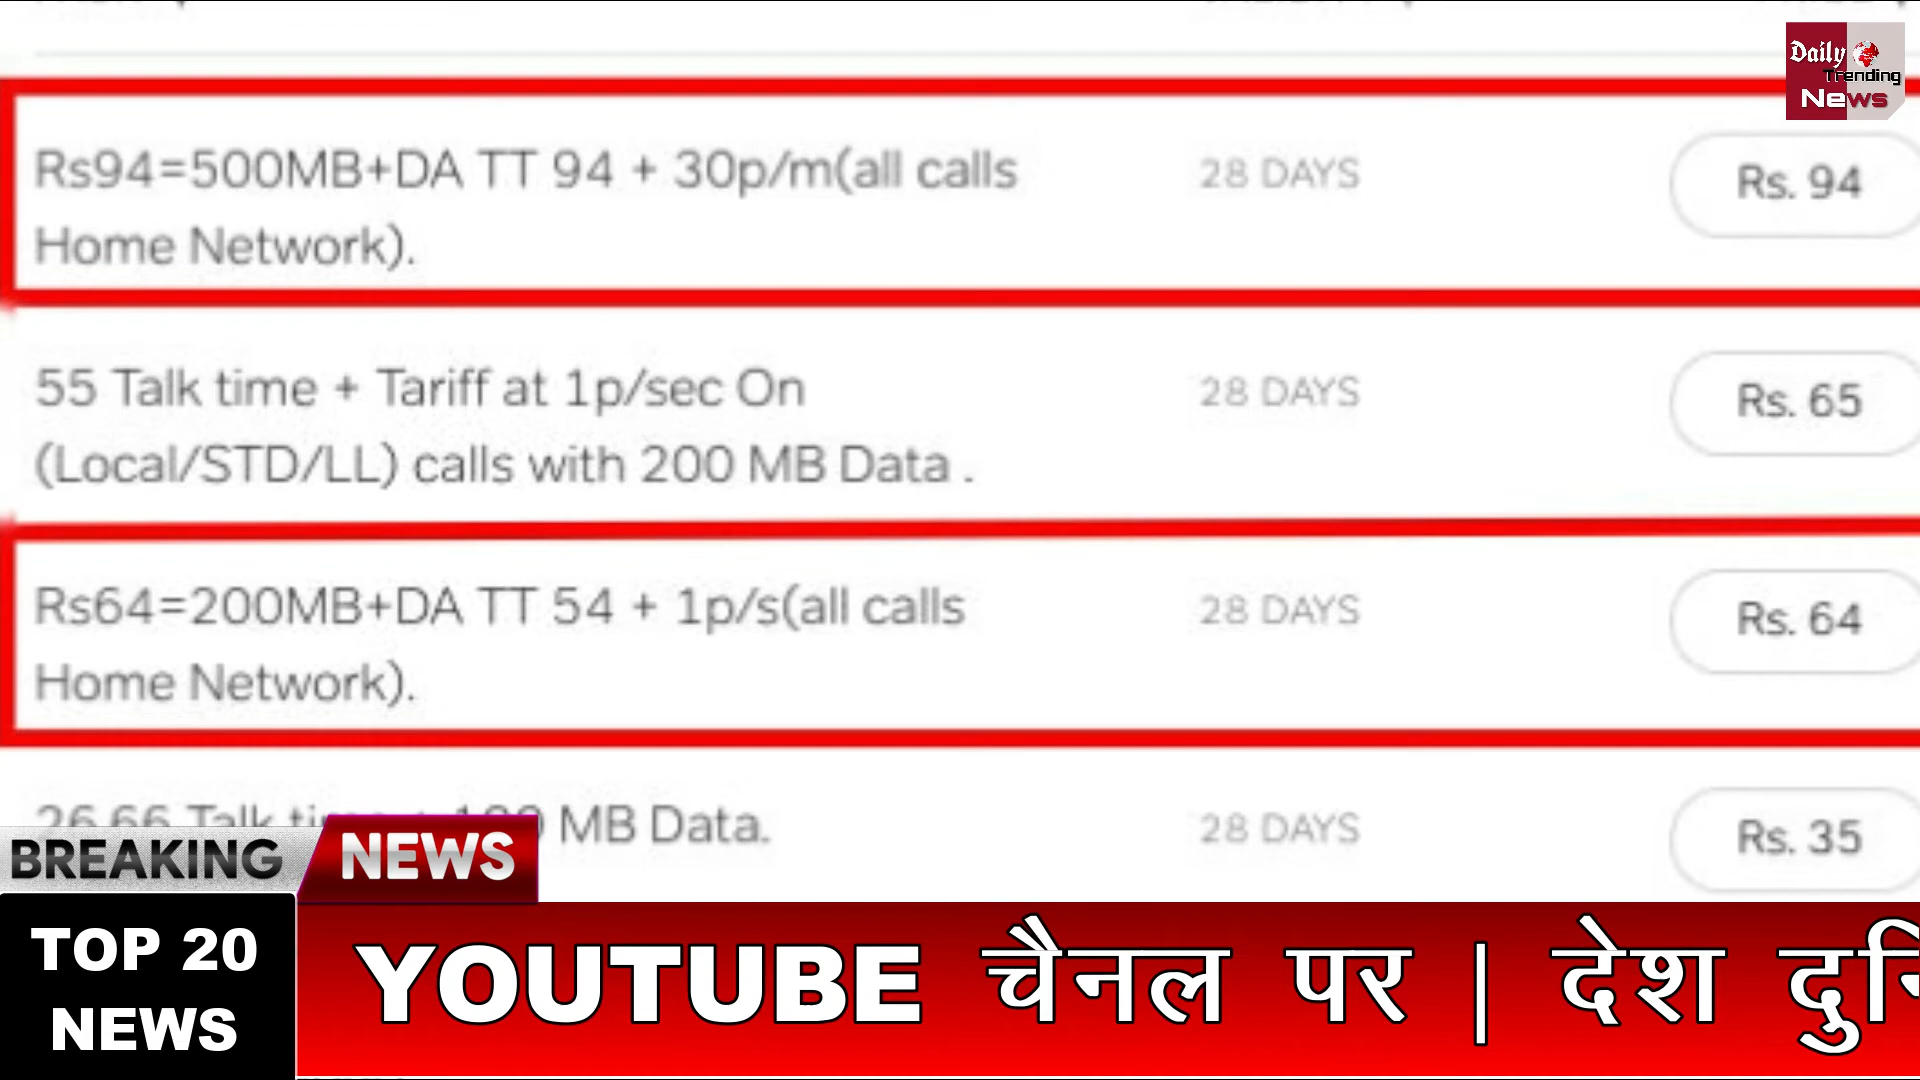 Daily
Trending
News
Rs94=500MB+DA TT 94 + 30p/m(all calls
Home Network).
28 DAYS
Rs. 94
55 Talk time + Tariff at 1p/sec On
(Local/STD/LL) calls with 200 MB Data .
28 DAYS
Rs. 65
Rs64=200MB+DA TT 54 + 1p/s(all calls
Home Network).
28 DAYS
Rs. 64
26.66 Talk MB Data.
28 DAYS
Rs. 35
BREAKING NEWS
TOP 20
NEWS
YOUTUBE चैनल पर | देश